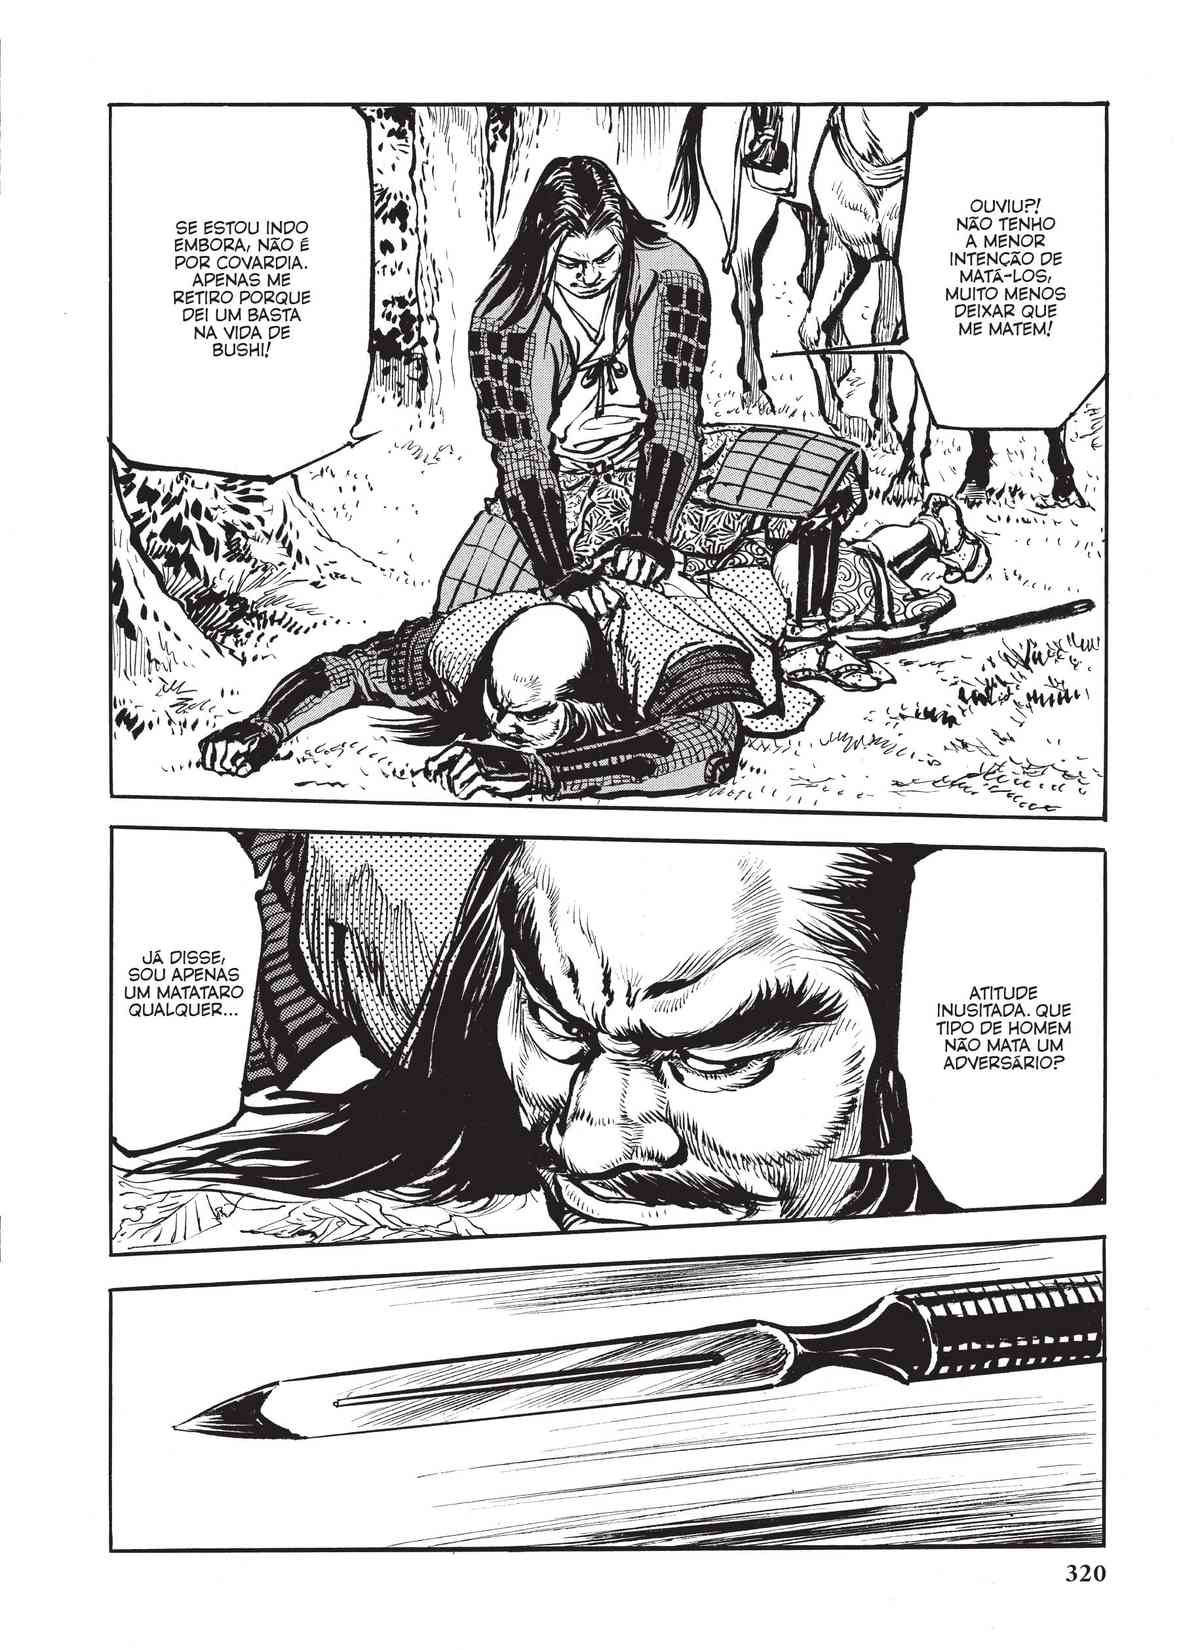 OUVIU?!
NÃO TENHO
A MENOR
INTENÇÃO DE
MATÁ-LOS,
MUITO MENOS
DEIXAR QUE
ME MATEM!
SE ESTOU INDO
EMBORA, NÃO É
POR COVARDIA.
APENAS ME
RETIRO PORQUE
DEI UM BASTA
NA VIDA DE
BUSHI!
ATITUDE
INUSITADA. QUE
TIPO DE HOMEM
NÃO MATA UM
ADVERSÁRIO?
JÁ DISSE,
SOU APENAS
UM MATATARO
QUALQUER...
320